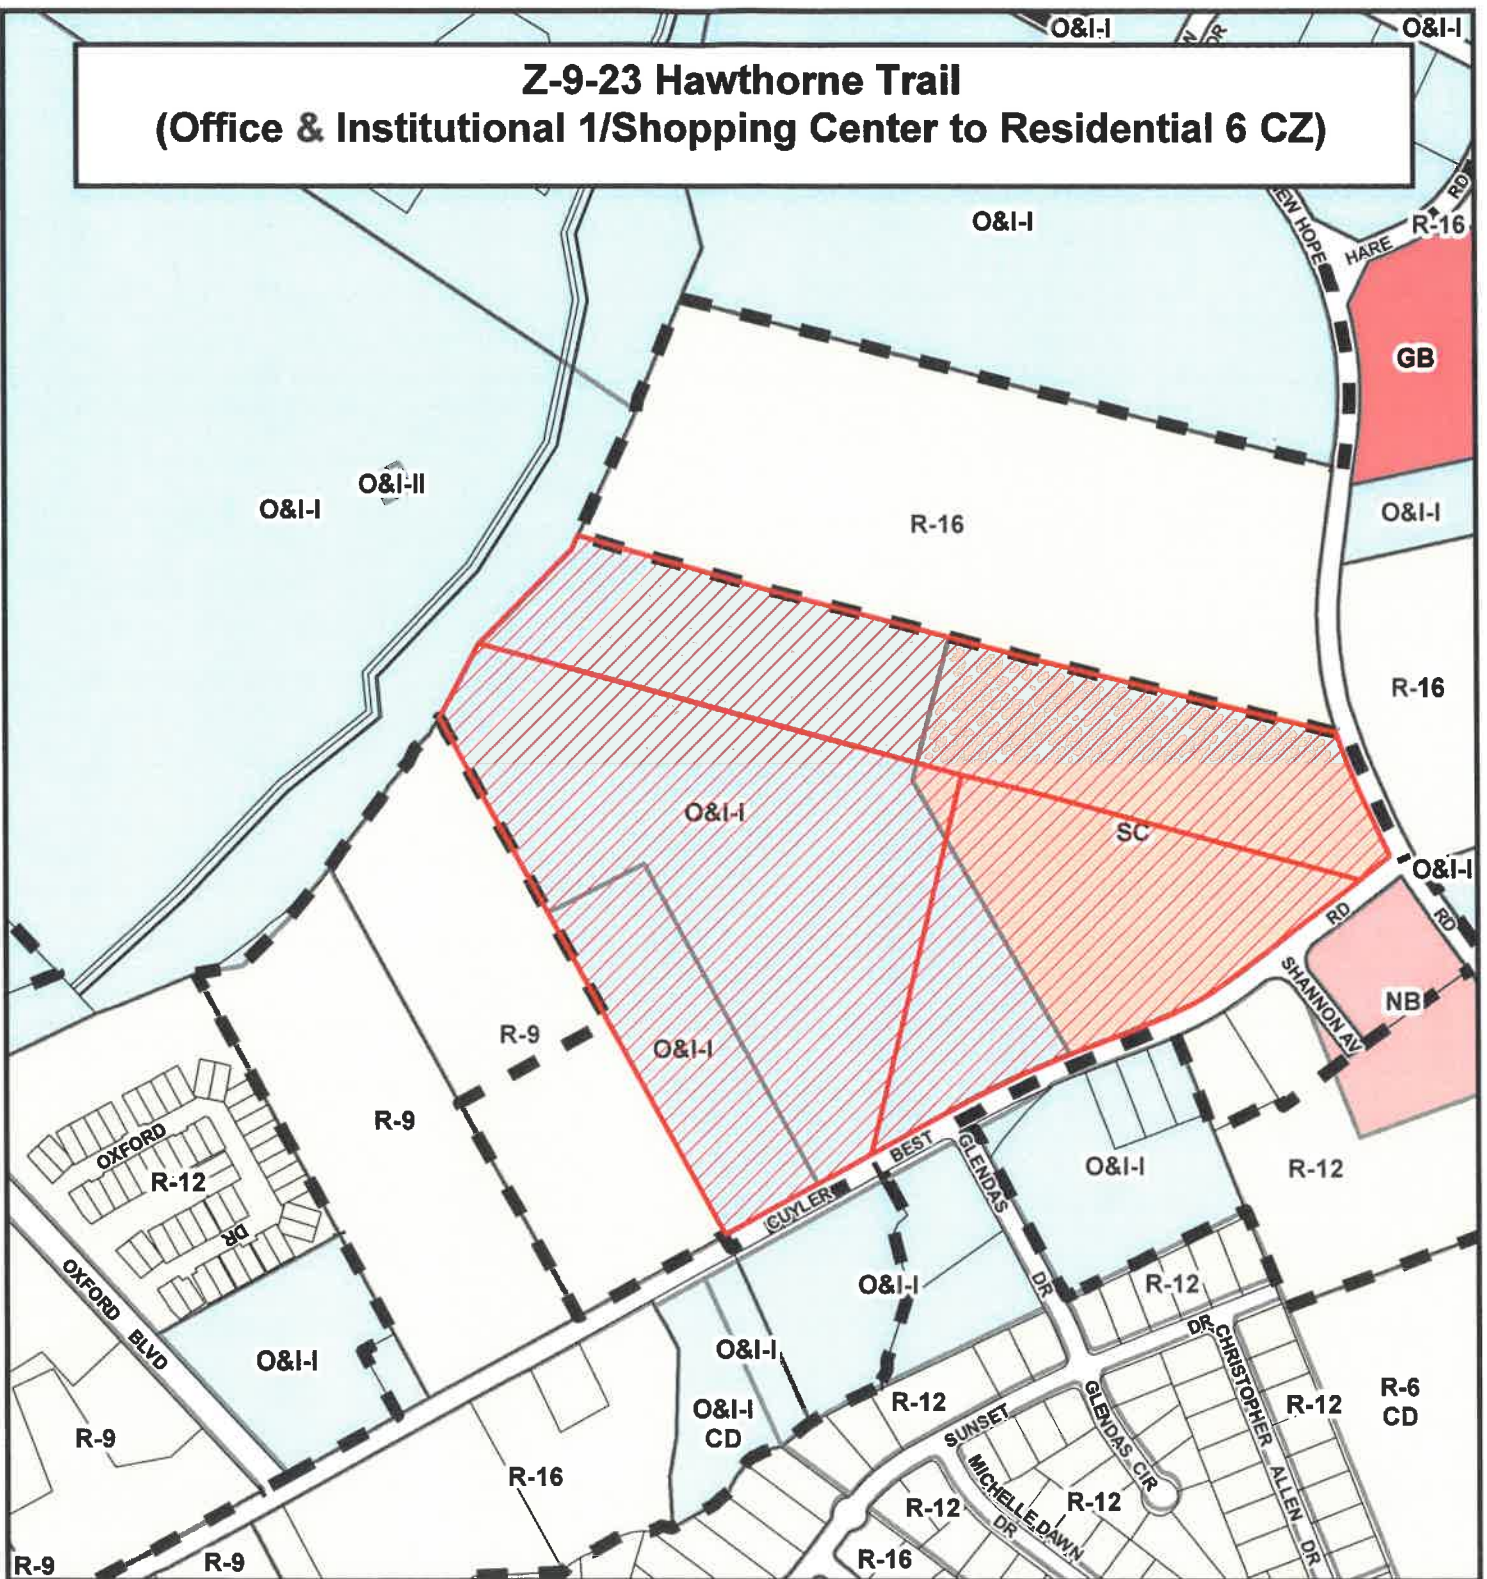 O&I-I
O&I-I
DR
Z-9-23 Hawthorne Trail
(Office & Institutional 1/Shopping Center to Residential 6 CZ)
RD
O&I-I
NEW HOPE
HARE
R-16
GB
O&I-II
O&I-I
O&I-I
R-16
R-16
O&I-I
SC
O&I-I
RD
RD
SHANNON AV
NB
R-9
O&I-I
R-9
OXFORD
R-12
DR
BEST
CUYLER
GLENDAS
DR
O&I-I
R-12
OXFORD BLVD
O&I-I
R-12
O&I-I
O&I-I
DR
CHRISTOPHER ALLEN DR
R-12
R-6
CD
R-12
O&I-I
CD
SUNSET
GLENDAS CIR
R-9
R-16
MICHELLE DAWN
DR
R-12
R-12
R-9
R-9
R-16